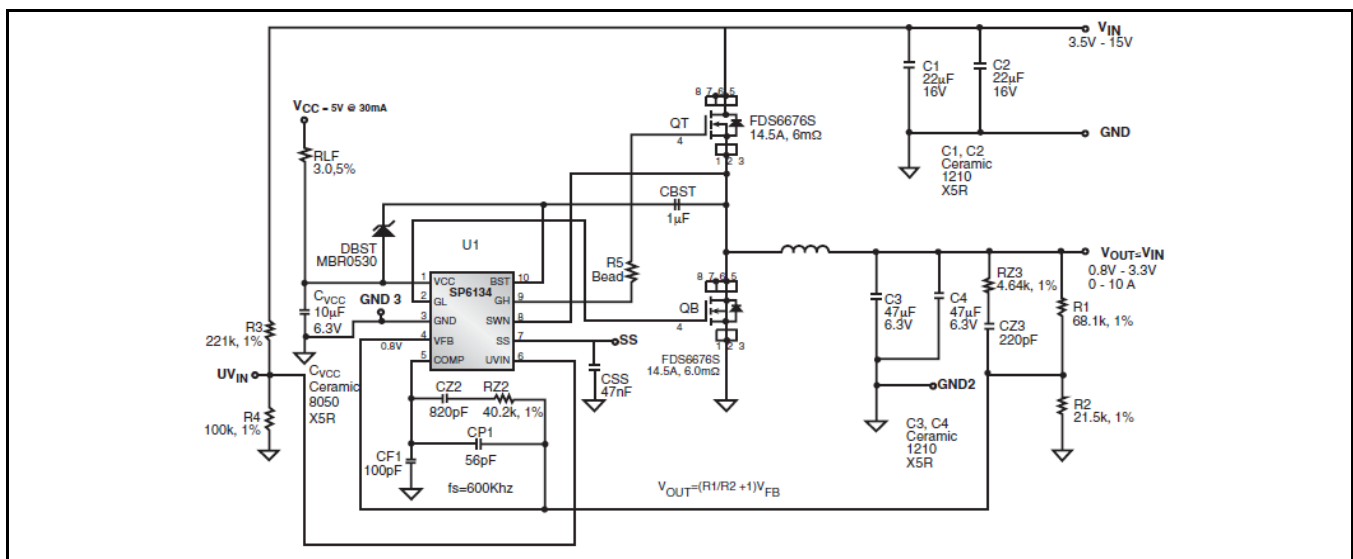 VIN
3.5V - 15V
C1
22µF
16V
C2
22µF
16V
GND
C1, C2
Ceramic
1210
X5R
VCC = 5V @ 30mA
RLF
3.0,5%
8 7 6 5
QT
4
FDS6676S
14.5A, 6mΩ
1 2 3
CBST
1µF
DBST
MBR0530
U1
R5
Bead
SP6134
1
VCC
2
GL
3
GND
4
VFB
5
COMP
BST
10
GH
9
SWN
8
SS
7
UVIN
6
GND 3
0.8V
CVCC
10µF
6.3V
R3
221k, 1%
UVIN
CVCC
Ceramic
8050
X5R
R4
100k, 1%
SS
CSS
47nF
CZ2
820pF
RZ2
40.2k, 1%
CP1
56pF
CF1
100pF
fs=600Khz
8 7 6 5
QB
4
1 2 3
FDS6676S
14.5A, 6.0mΩ
VOUT=VIN
0.8V - 3.3V
0 - 10 A
C3
47µF
6.3V
C4
47µF
6.3V
RZ3
4.64k, 1%
CZ3
220pF
R1
68.1k, 1%
GND2
R2
21.5k, 1%
C3, C4
Ceramic
1210
X5R
VOUT=(R1/R2 +1)VFB